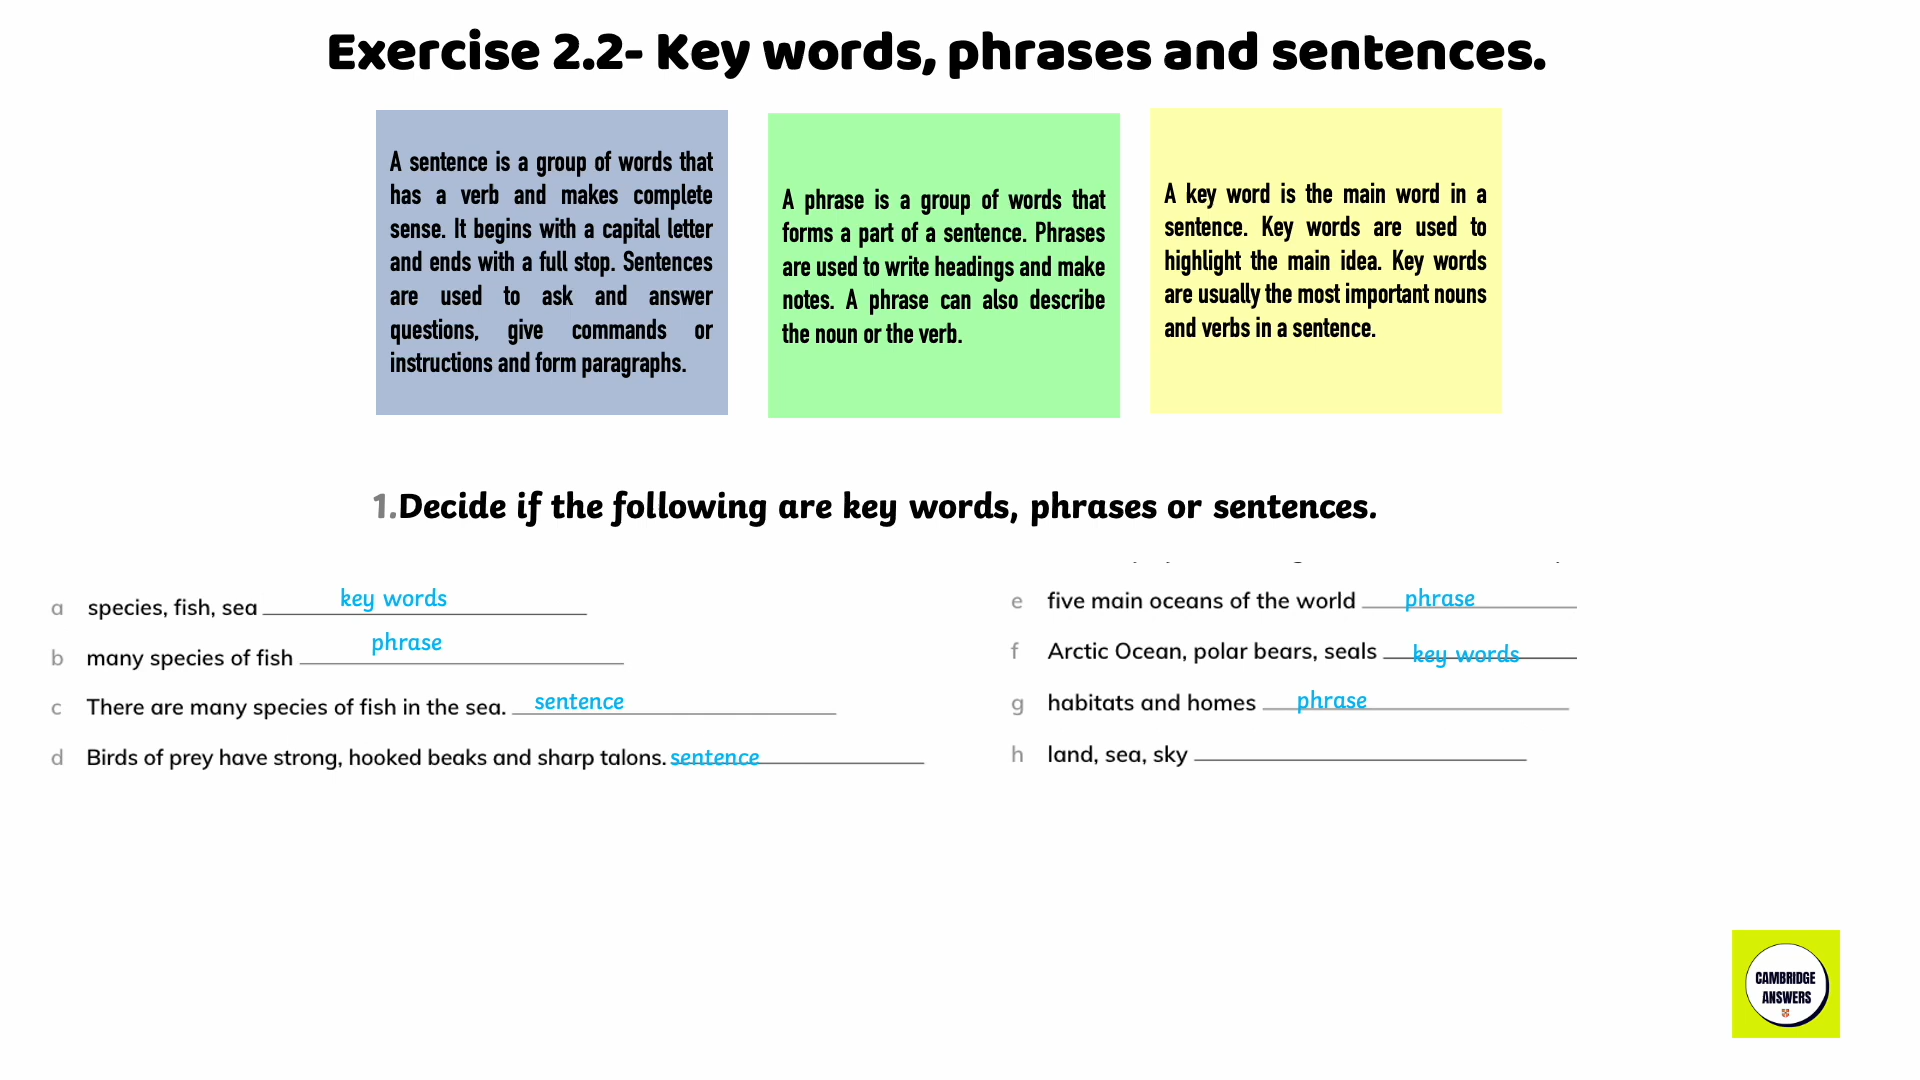 Exercise 2.2- Key words, phrases and sentences.
A sentence is a group of words that
has a verb and makes complete
sense. It begins with a capital letter
and ends with a full stop. Sentences
are used to ask and answer
questions, give commands or
instructions and form paragraphs.
A phrase is a group of words that
forms a part of a sentence. Phrases
are used to write headings and make
notes. A phrase can also describe
the noun or the verb.
A key word is the main word in a
sentence. Key words are used to
highlight the main idea. Key words
are usually the most important nouns
and verbs in a sentence.
1.Decide if the following are key words, phrases or sentences.
a species, fish, sea key words
b many species of fish phrase
c There are many species of fish in the sea. sentence
d Birds of prey have strong, hooked beaks and sharp talons. sentence
e five main oceans of the world phrase
f Arctic Ocean, polar bears, seals key words
g habitats and homes phrase
h land, sea, sky
CAMBRIDGE
ANSWERS